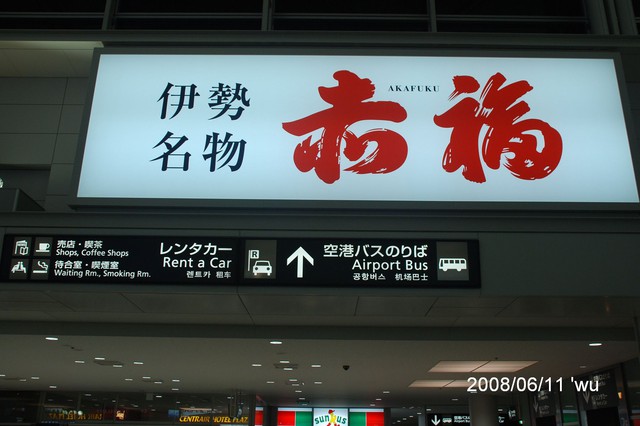 伊勢
名物
赤福
AKAFUKU
売店・喫茶
Shops, Coffee Shops
待合室・喫煙室
Waiting Rm., Smoking Rm.
レンタカー
Rent a Car
렌트카 租车
空港バスのりば
Airport Bus
공항버스 机场巴士
CENTRAIR HOTEL
sunkus
Airport Bus
2008/06/11 'wu